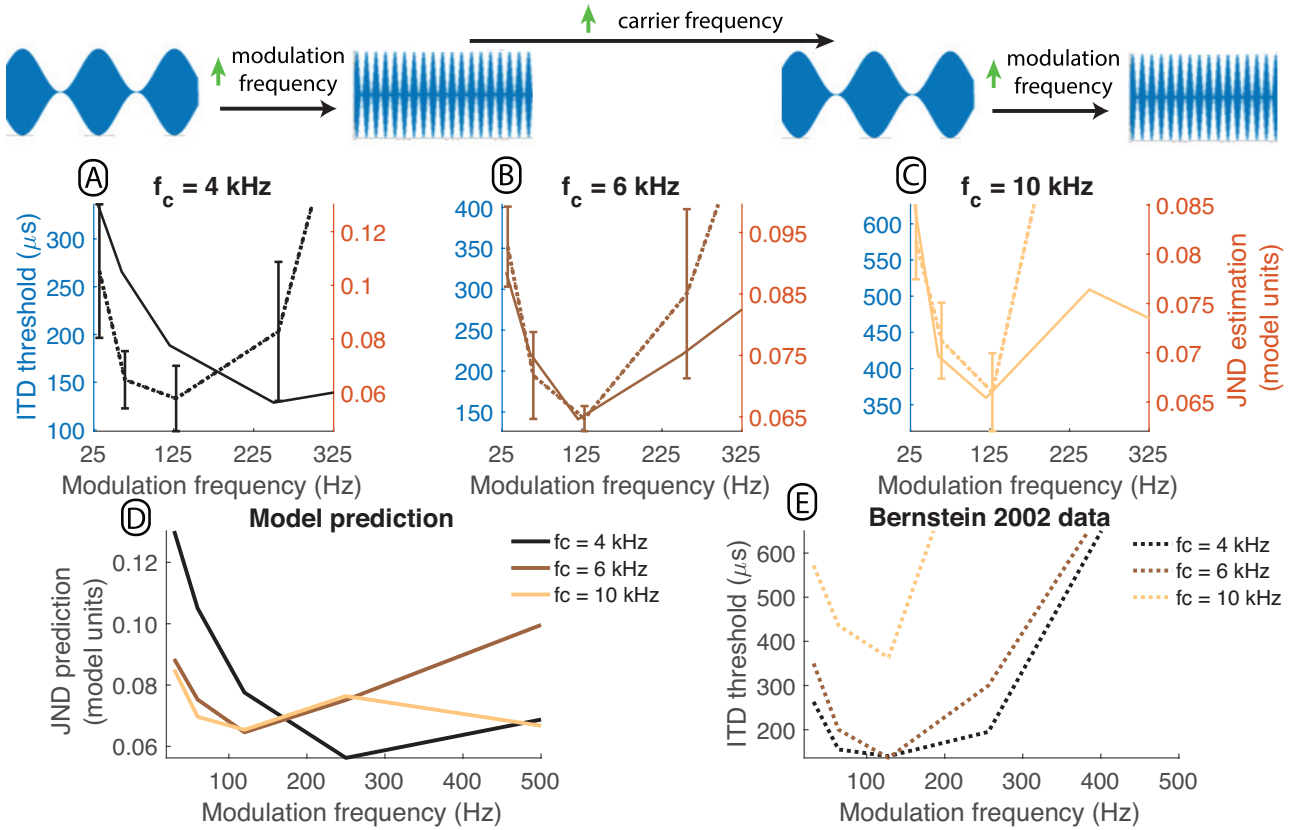 carrier frequency
modulation
frequency
modulation
frequency
A
f_c = 4 kHz
B
f_c = 6 kHz
C
f_c = 10 kHz
ITD threshold (μs)
300
250
200
150
100
0.12
0.1
0.08
0.06
25 125 225 325
Modulation frequency (Hz)
400
350
300
250
200
150
0.095
0.085
0.075
0.065
25 125 225 325
Modulation frequency (Hz)
600
550
500
450
400
350
0.085
0.08
0.075
0.07
0.065
JND estimation
(model units)
25 125 225 325
Modulation frequency (Hz)
D
Model prediction
JND prediction
(model units)
0.12
0.10
0.08
0.06
100 200 300 400 500
Modulation frequency (Hz)
fc = 4 kHz
fc = 6 kHz
fc = 10 kHz
E
Bernstein 2002 data
ITD threshold (μs)
600
500
400
300
200
100 200 300 400 500
Modulation frequency (Hz)
fc = 4 kHz
fc = 6 kHz
fc = 10 kHz